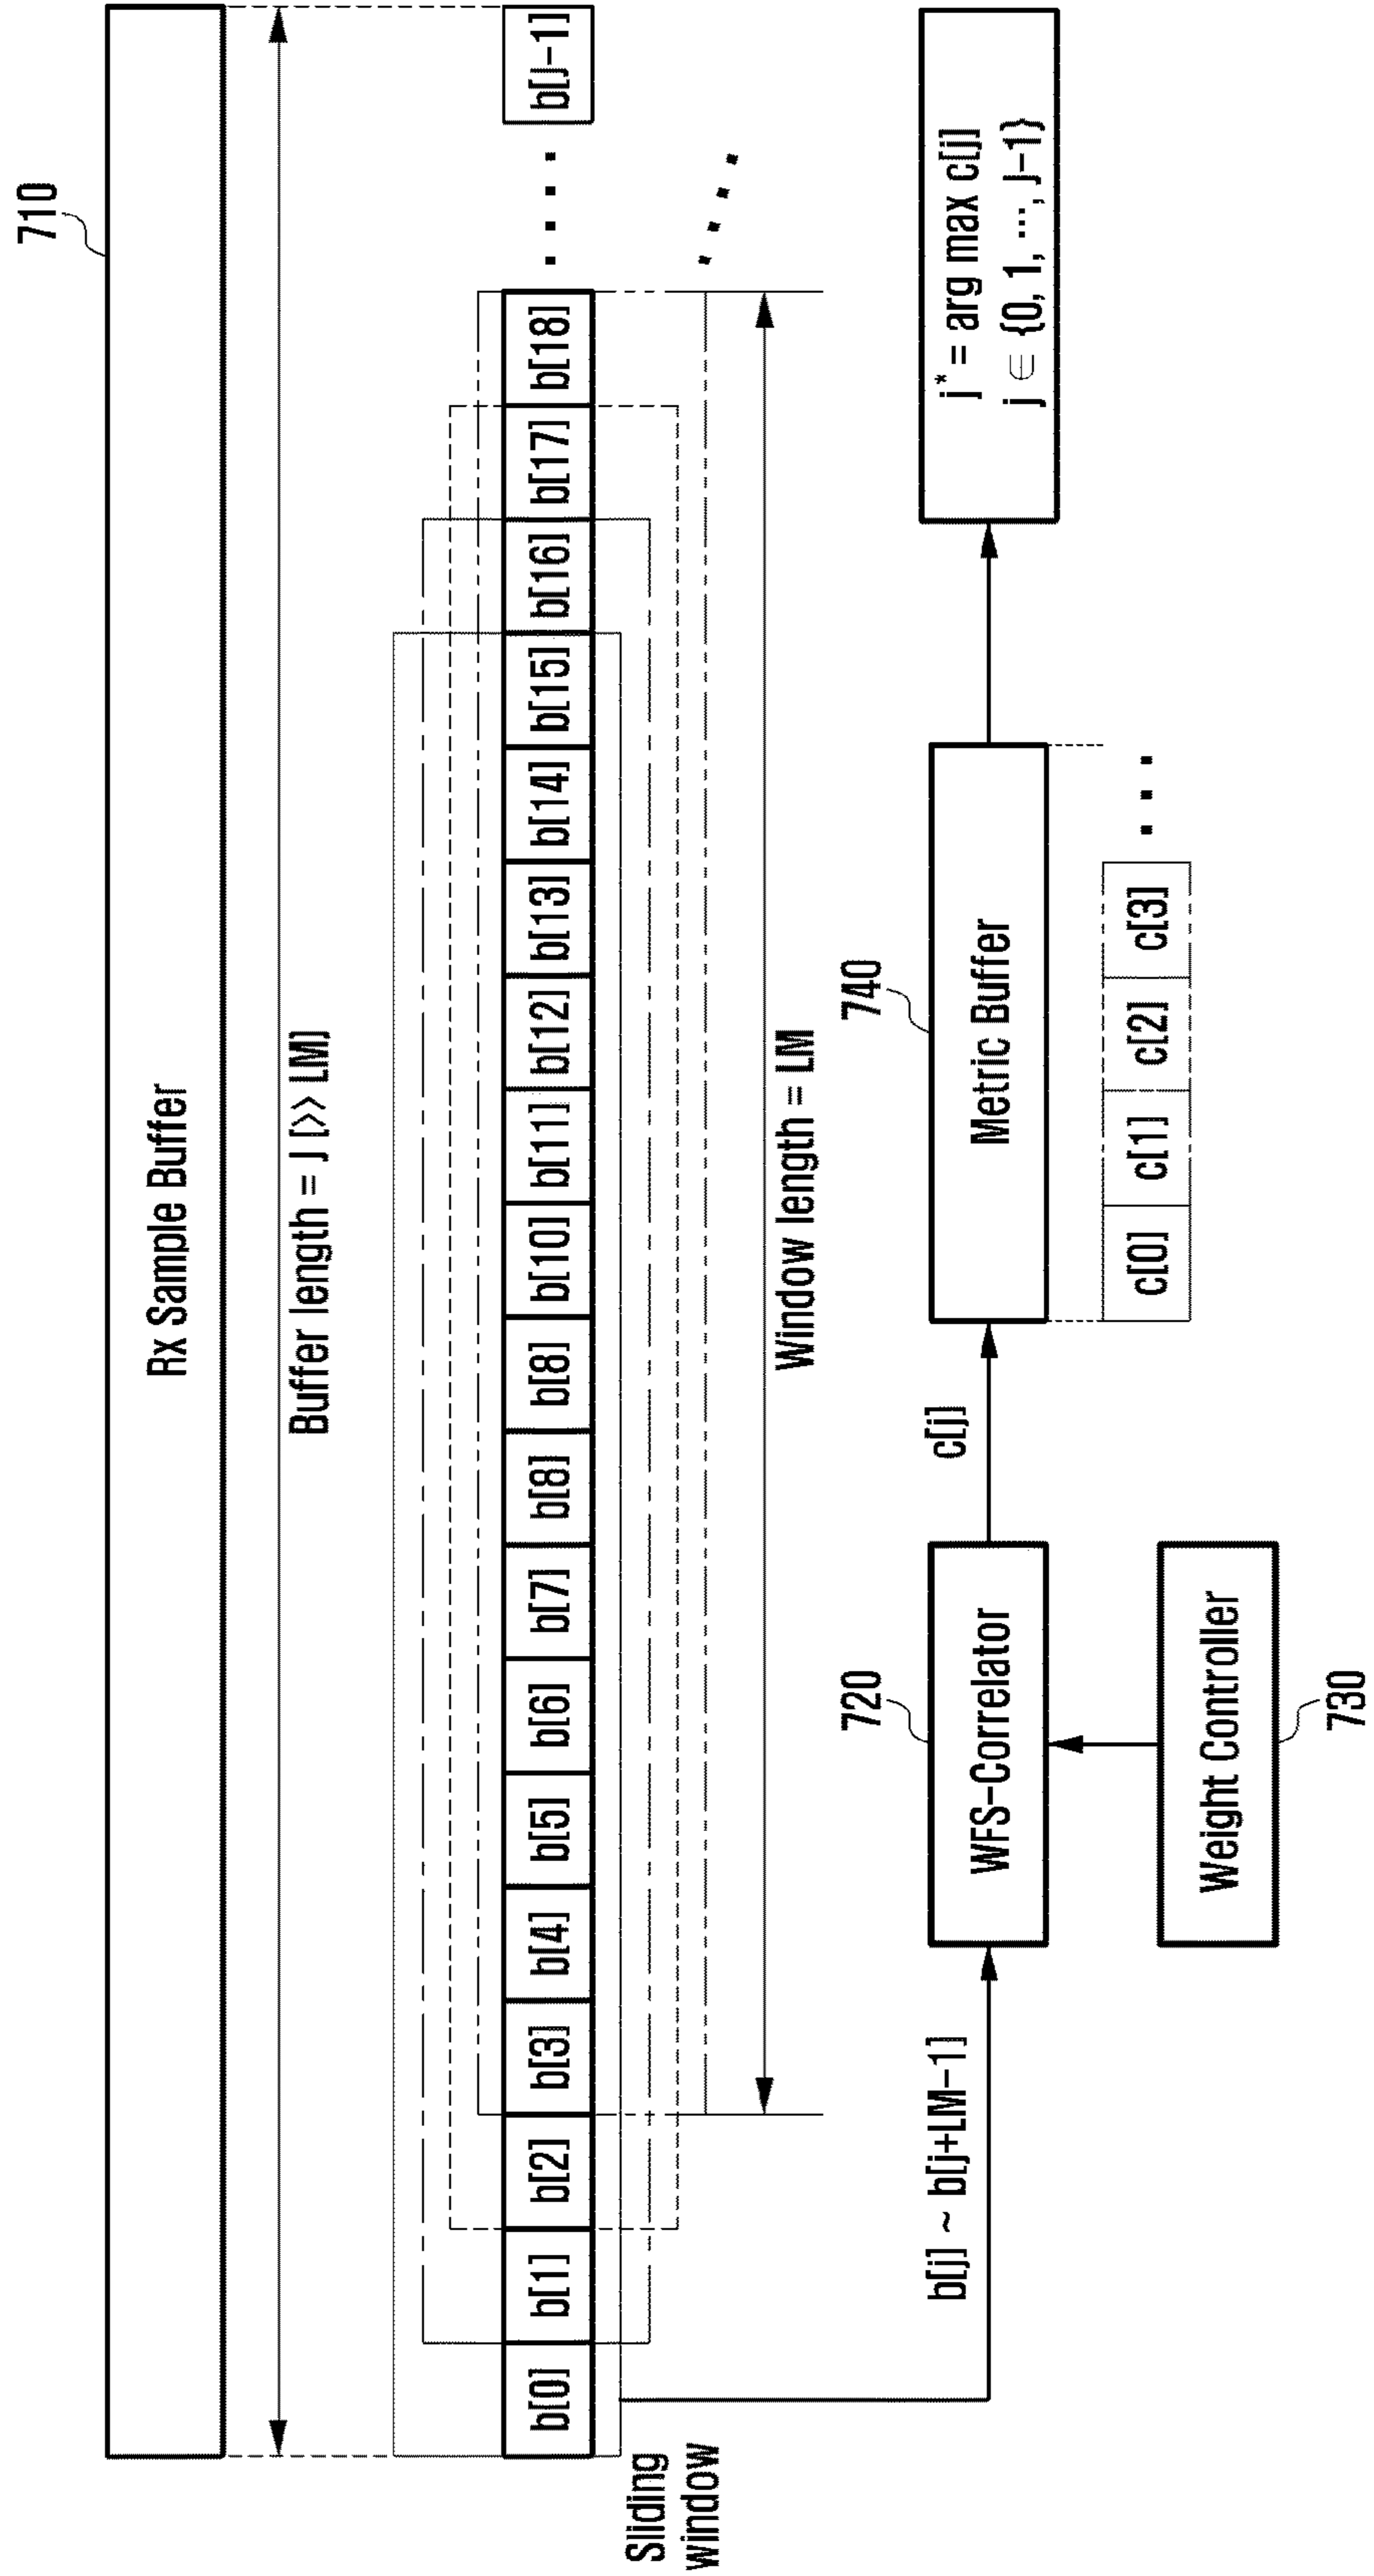 710
Rx Sample Buffer
Buffer length = J (>> LM)
b[0] b[1] b[2] b[3] b[4] b[5] b[6] b[7] b[8] b[8] b[10] b[11] b[12] b[13] b[14] b[15] b[16] b[17] b[18] b[J-1]
Sliding
window
Window length = LM
b[j] ~ b[j+LM-1]
720
WFS-Correlator
c[j]
740
Metric Buffer
j* = arg max c[j]
j ∈ {0, 1, ..., J-1}
c[0] c[1] c[2] c[3]
Weight Controller
730